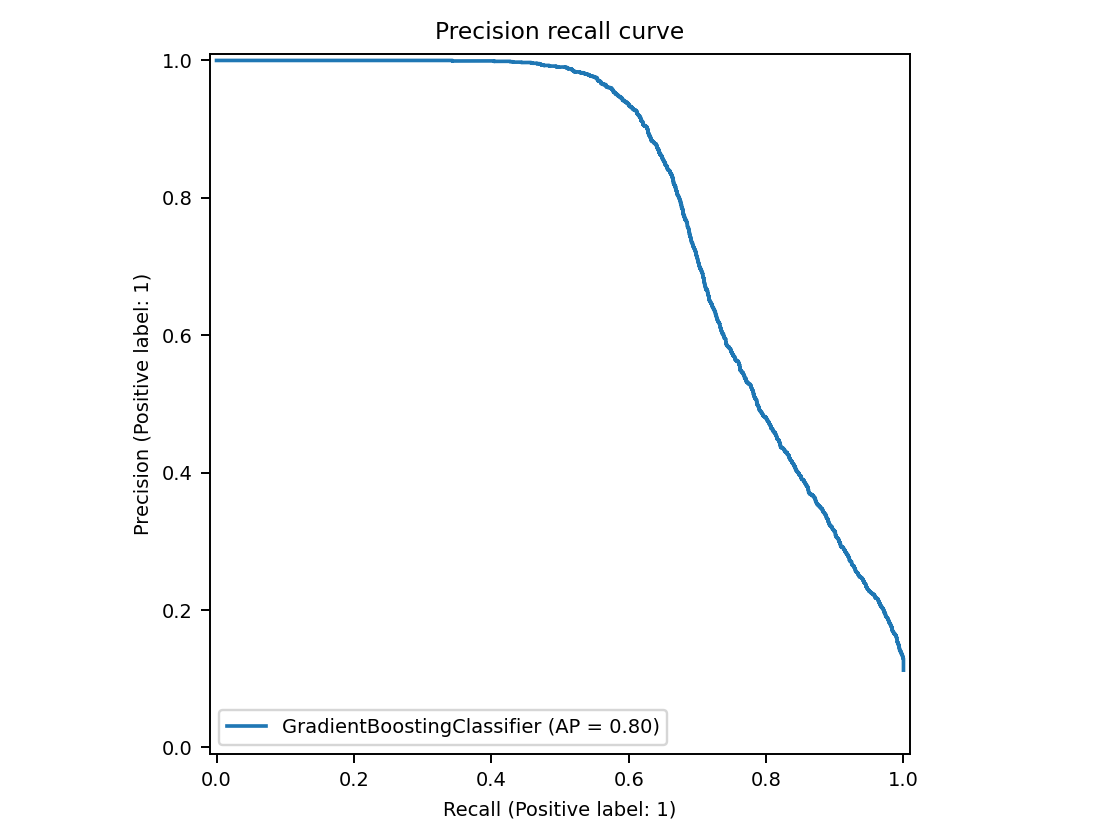 Precision recall curve
1.0
0.8
0.6
0.4
0.2
0.0
Precision (Positive label: 1)
GradientBoostingClassifier (AP = 0.80)
0.0 0.2 0.4 0.6 0.8 1.0
Recall (Positive label: 1)